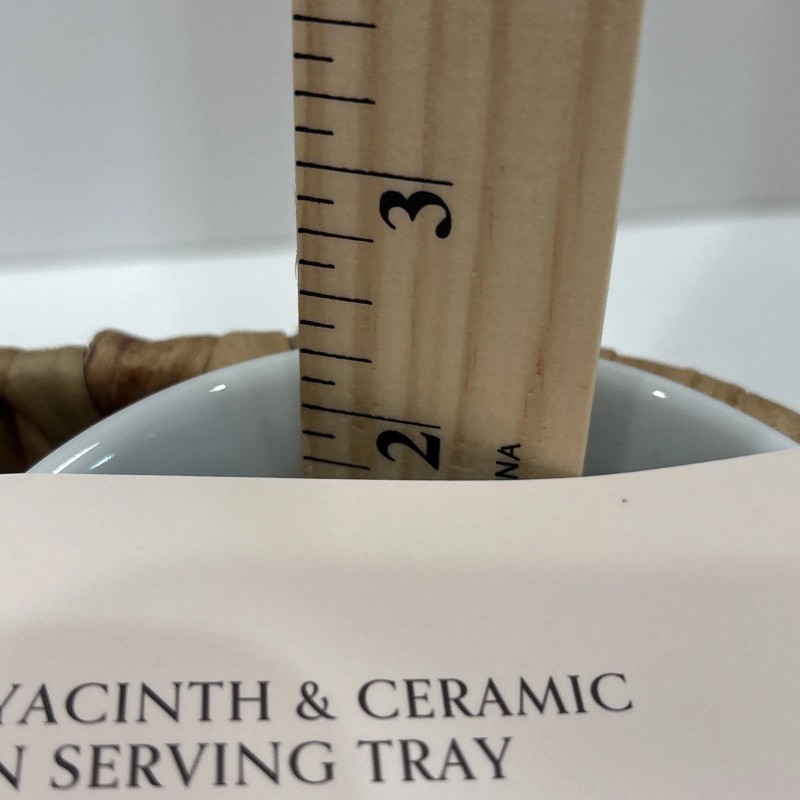 3
2
NA
YACINTH & CERAMIC
N SERVING TRAY